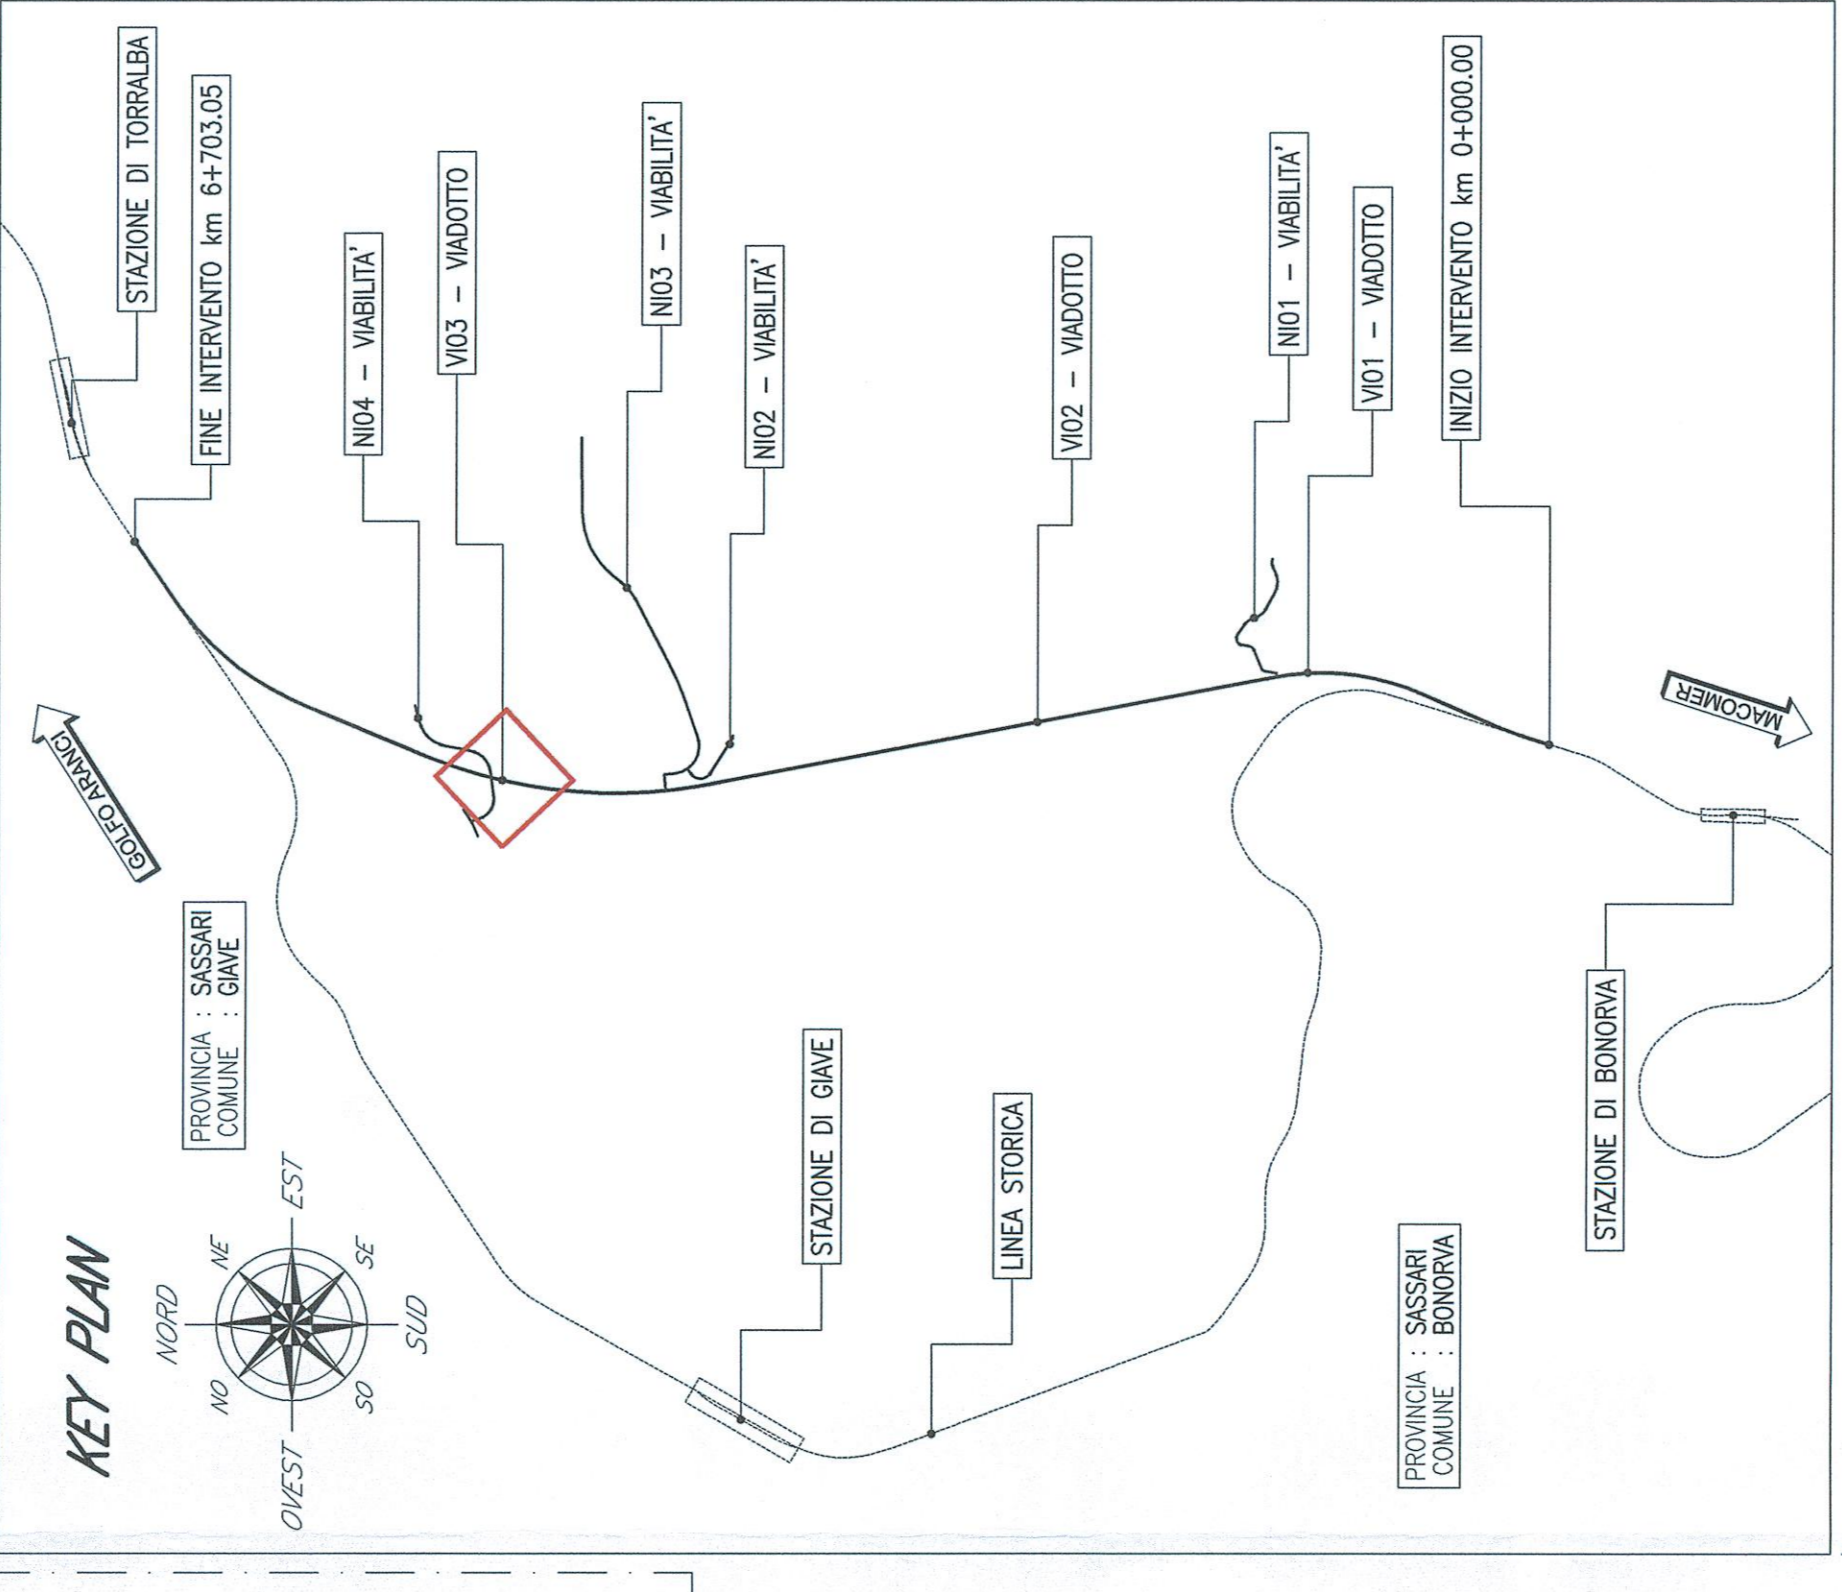 KEY PLAN
NORD
NE
EST
SE
SUD
SO
OVEST
NO
PROVINCIA : SASSARI
COMUNE : GIAVE
GOLFO ARANCI
STAZIONE DI TORRALBA
FINE INTERVENTO km 6+703.05
NI04 - VIABILITA'
VI03 - VIADOTTO
NI03 - VIABILITA'
NI02 - VIABILITA'
VI02 - VIADOTTO
NI01 - VIABILITA'
VI01 - VIADOTTO
INIZIO INTERVENTO km 0+000.00
MACOMER
STAZIONE DI GIAVE
LINEA STORICA
PROVINCIA : SASSARI
COMUNE : BONORVA
STAZIONE DI BONORVA